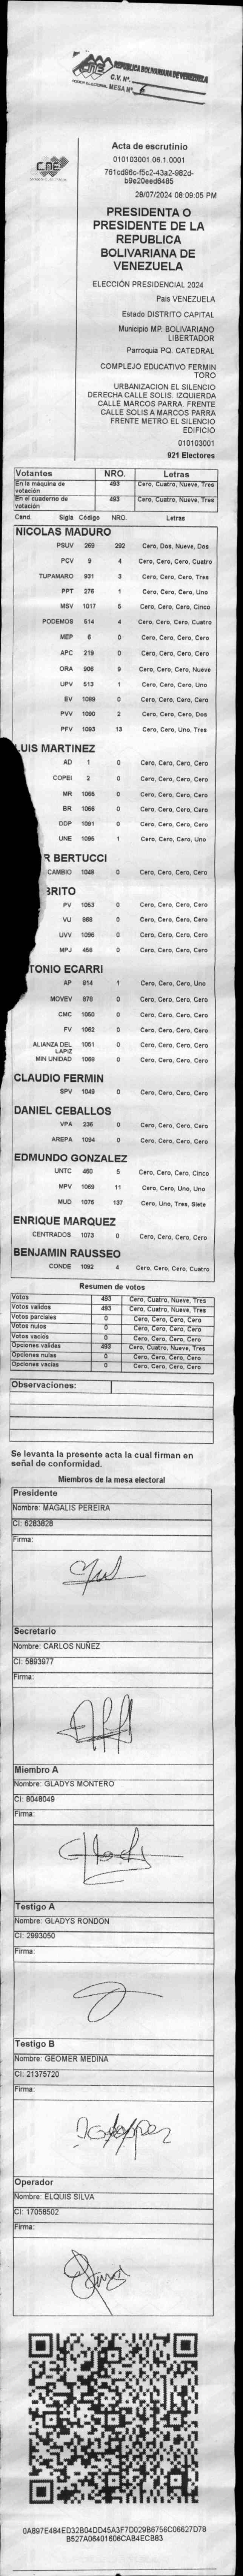 REPUBLICA BOLIVARIANA DE VENEZUELA
CNE
C.V. Nº.
PODER ELECTORAL MESA Nº. 6
CNE
Acta de escrutinio
010103001.06.1.0001
761cd96c-f5c2-43a2-982d-
b9e20eed6485
28/07/2024 08:09:05 PM
PRESIDENTA O
PRESIDENTE DE LA
REPUBLICA
BOLIVARIANA DE
VENEZUELA
ELECCIÓN PRESIDENCIAL 2024
Pais VENEZUELA
Estado DISTRITO CAPITAL
Municipio MP. BOLIVARIANO
LIBERTADOR
Parroquia PQ. CATEDRAL
COMPLEJO EDUCATIVO FERMIN
TORO
URBANIZACION EL SILENCIO
DERECHA CALLE SOLIS. IZQUIERDA
CALLE MARCOS PARRA. FRENTE
CALLE SOLIS A MARCOS PARRA
FRENTE METRO EL SILENCIO
EDIFICIO
010103001
921 Electores
Votantes NRO. Letras
En la máquina de votación 493 Cero, Cuatro, Nueve, Tres
En el cuaderno de votación 493 Cero, Cuatro, Nueve, Tres
Cand. Sigla Código NRO. Letras
NICOLAS MADURO
PSUV 269 292 Cero, Dos, Nueve, Dos
PCV 9 4 Cero, Cero, Cero, Cuatro
TUPAMARO 931 3 Cero, Cero, Cero, Tres
PPT 276 1 Cero, Cero, Cero, Uno
MSV 1017 5 Cero, Cero, Cero, Cinco
PODEMOS 514 4 Cero, Cero, Cero, Cuatro
MEP 6 0 Cero, Cero, Cero, Cero
APC 219 0 Cero, Cero, Cero, Cero
ORA 906 9 Cero, Cero, Cero, Nueve
UPV 513 1 Cero, Cero, Cero, Uno
EV 1089 0 Cero, Cero, Cero, Cero
PVV 1090 2 Cero, Cero, Cero, Dos
PFV 1093 13 Cero, Cero, Uno, Tres
LUIS MARTINEZ
AD 1 0 Cero, Cero, Cero, Cero
COPEI 2 0 Cero, Cero, Cero, Cero
MR 1065 0 Cero, Cero, Cero, Cero
BR 1066 0 Cero, Cero, Cero, Cero
DDP 1091 0 Cero, Cero, Cero, Cero
UNE 1095 1 Cero, Cero, Cero, Uno
R BERTUCCI
CAMBIO 1048 0 Cero, Cero, Cero, Cero
BRITO
PV 1053 0 Cero, Cero, Cero, Cero
VU 868 0 Cero, Cero, Cero, Cero
UVV 1096 0 Cero, Cero, Cero, Cero
MPJ 458 0 Cero, Cero, Cero, Cero
TONIO ECARRI
AP 814 1 Cero, Cero, Cero, Uno
MOVEV 878 0 Cero, Cero, Cero, Cero
CMC 1050 0 Cero, Cero, Cero, Cero
FV 1052 0 Cero, Cero, Cero, Cero
ALIANZA DEL LAPIZ 1051 0 Cero, Cero, Cero, Cero
MIN UNIDAD 1068 0 Cero, Cero, Cero, Cero
CLAUDIO FERMIN
SPV 1049 0 Cero, Cero, Cero, Cero
DANIEL CEBALLOS
VPA 236 0 Cero, Cero, Cero, Cero
AREPA 1094 0 Cero, Cero, Cero, Cero
EDMUNDO GONZALEZ
UNTC 460 5 Cero, Cero, Cero, Cinco
MPV 1069 11 Cero, Cero, Uno, Uno
MUD 1075 137 Cero, Uno, Tres, Siete
ENRIQUE MARQUEZ
CENTRADOS 1073 0 Cero, Cero, Cero, Cero
BENJAMIN RAUSSEO
CONDE 1092 4 Cero, Cero, Cero, Cuatro
Resumen de votos
Votos 493 Cero, Cuatro, Nueve, Tres
Votos validos 493 Cero, Cuatro, Nueve, Tres
Votos parciales 0 Cero, Cero, Cero, Cero
Votos nulos 0 Cero, Cero, Cero, Cero
Votos vacios 0 Cero, Cero, Cero, Cero
Opciones validas 493 Cero, Cuatro, Nueve, Tres
Opciones nulas 0 Cero, Cero, Cero, Cero
Opciones vacias 0 Cero, Cero, Cero, Cero
Observaciones:
Se levanta la presente acta la cual firman en
señal de conformidad.
Miembros de la mesa electoral
Presidente
Nombre: MAGALIS PEREIRA
CI: 6283828
Firma:
Secretario
Nombre: CARLOS NUÑEZ
CI: 5893977
Firma:
Miembro A
Nombre: GLADYS MONTERO
CI: 8048049
Firma:
Testigo A
Nombre: GLADYS RONDON
CI: 2993050
Firma:
Testigo B
Nombre: GEOMER MEDINA
CI: 21375720
Firma:
Operador
Nombre: ELQUIS SILVA
CI: 17058502
Firma:
0A897E484ED32B04DD45A3F7D029B6756C06627D78
B527A06401606CAB4ECB83